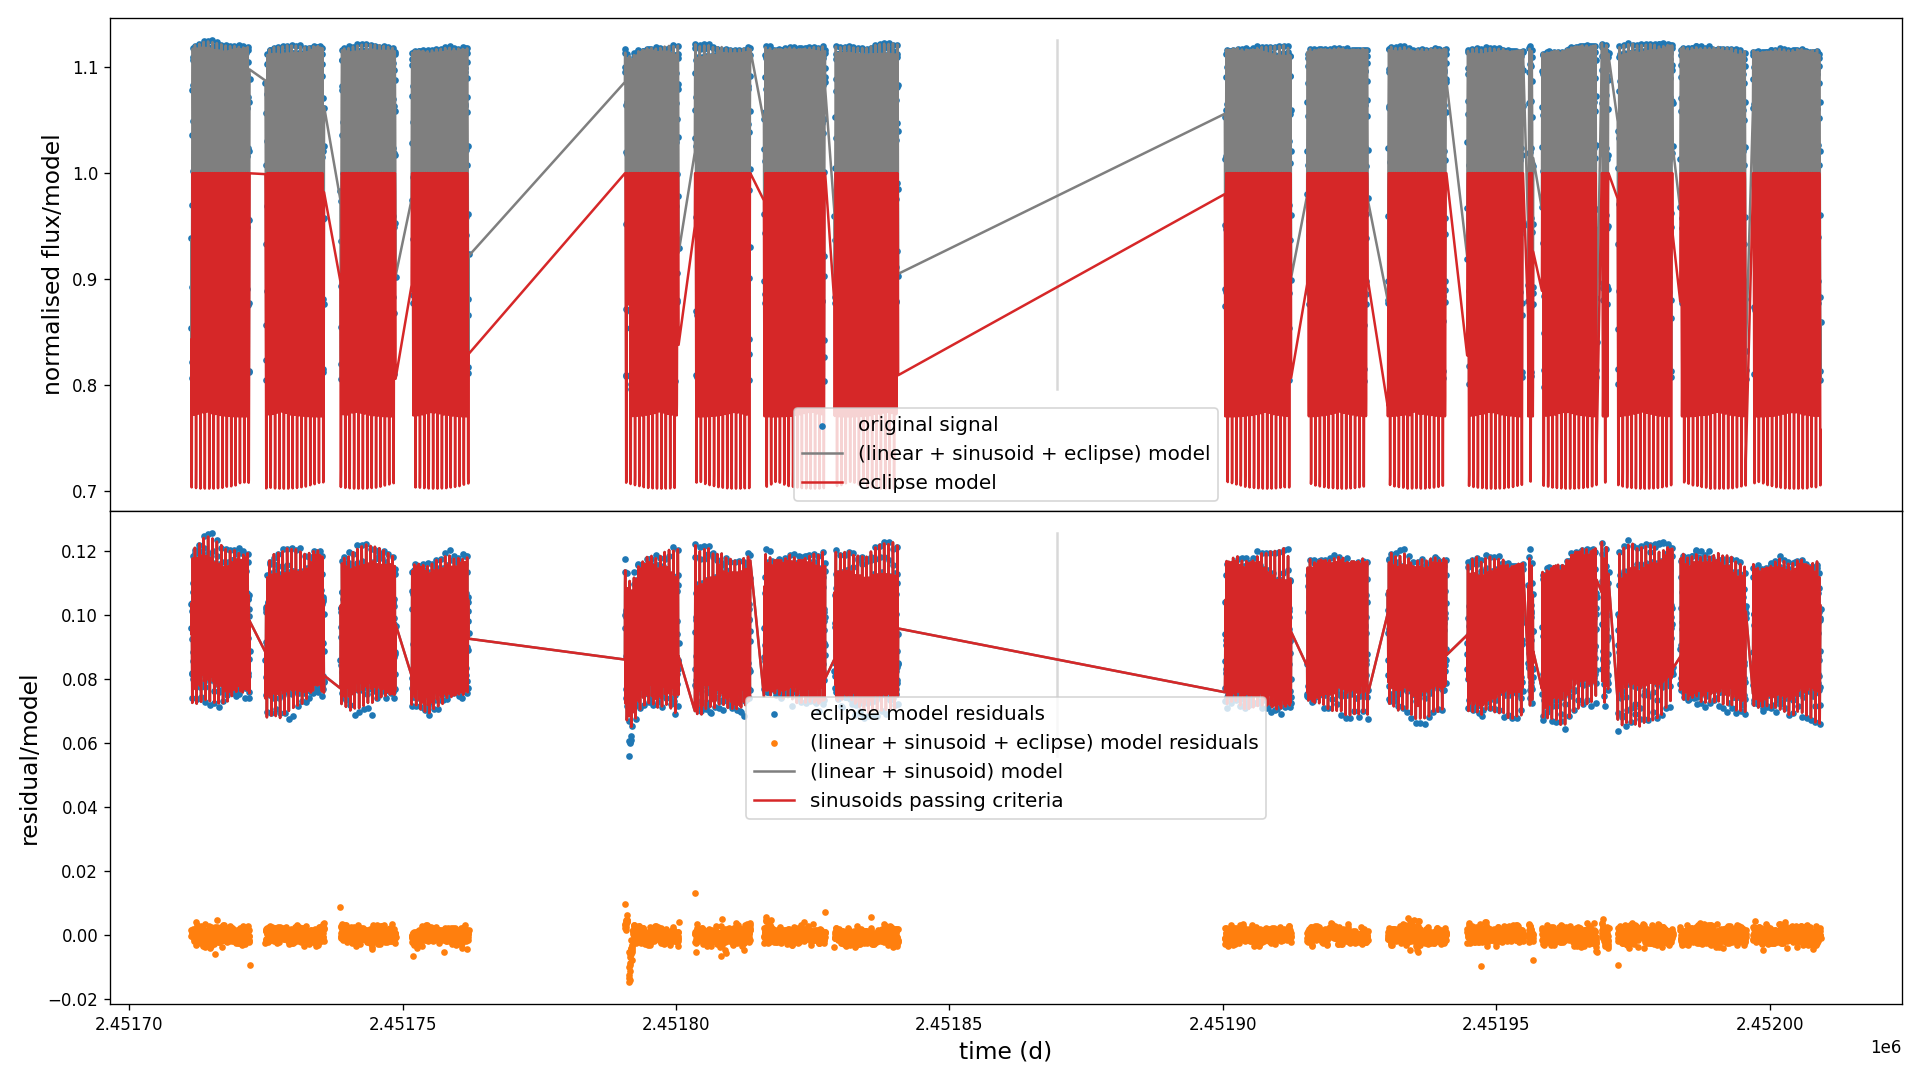 normalised flux/model
1.1
1.0
0.9
0.8
0.7
original signal
(linear + sinusoid + eclipse) model
eclipse model
residual/model
0.12
0.10
0.08
0.06
0.04
0.02
0.00
−0.02
eclipse model residuals
(linear + sinusoid + eclipse) model residuals
(linear + sinusoid) model
sinusoids passing criteria
2.45170 2.45175 2.45180 2.45185 2.45190 2.45195 2.45200
1e6
time (d)